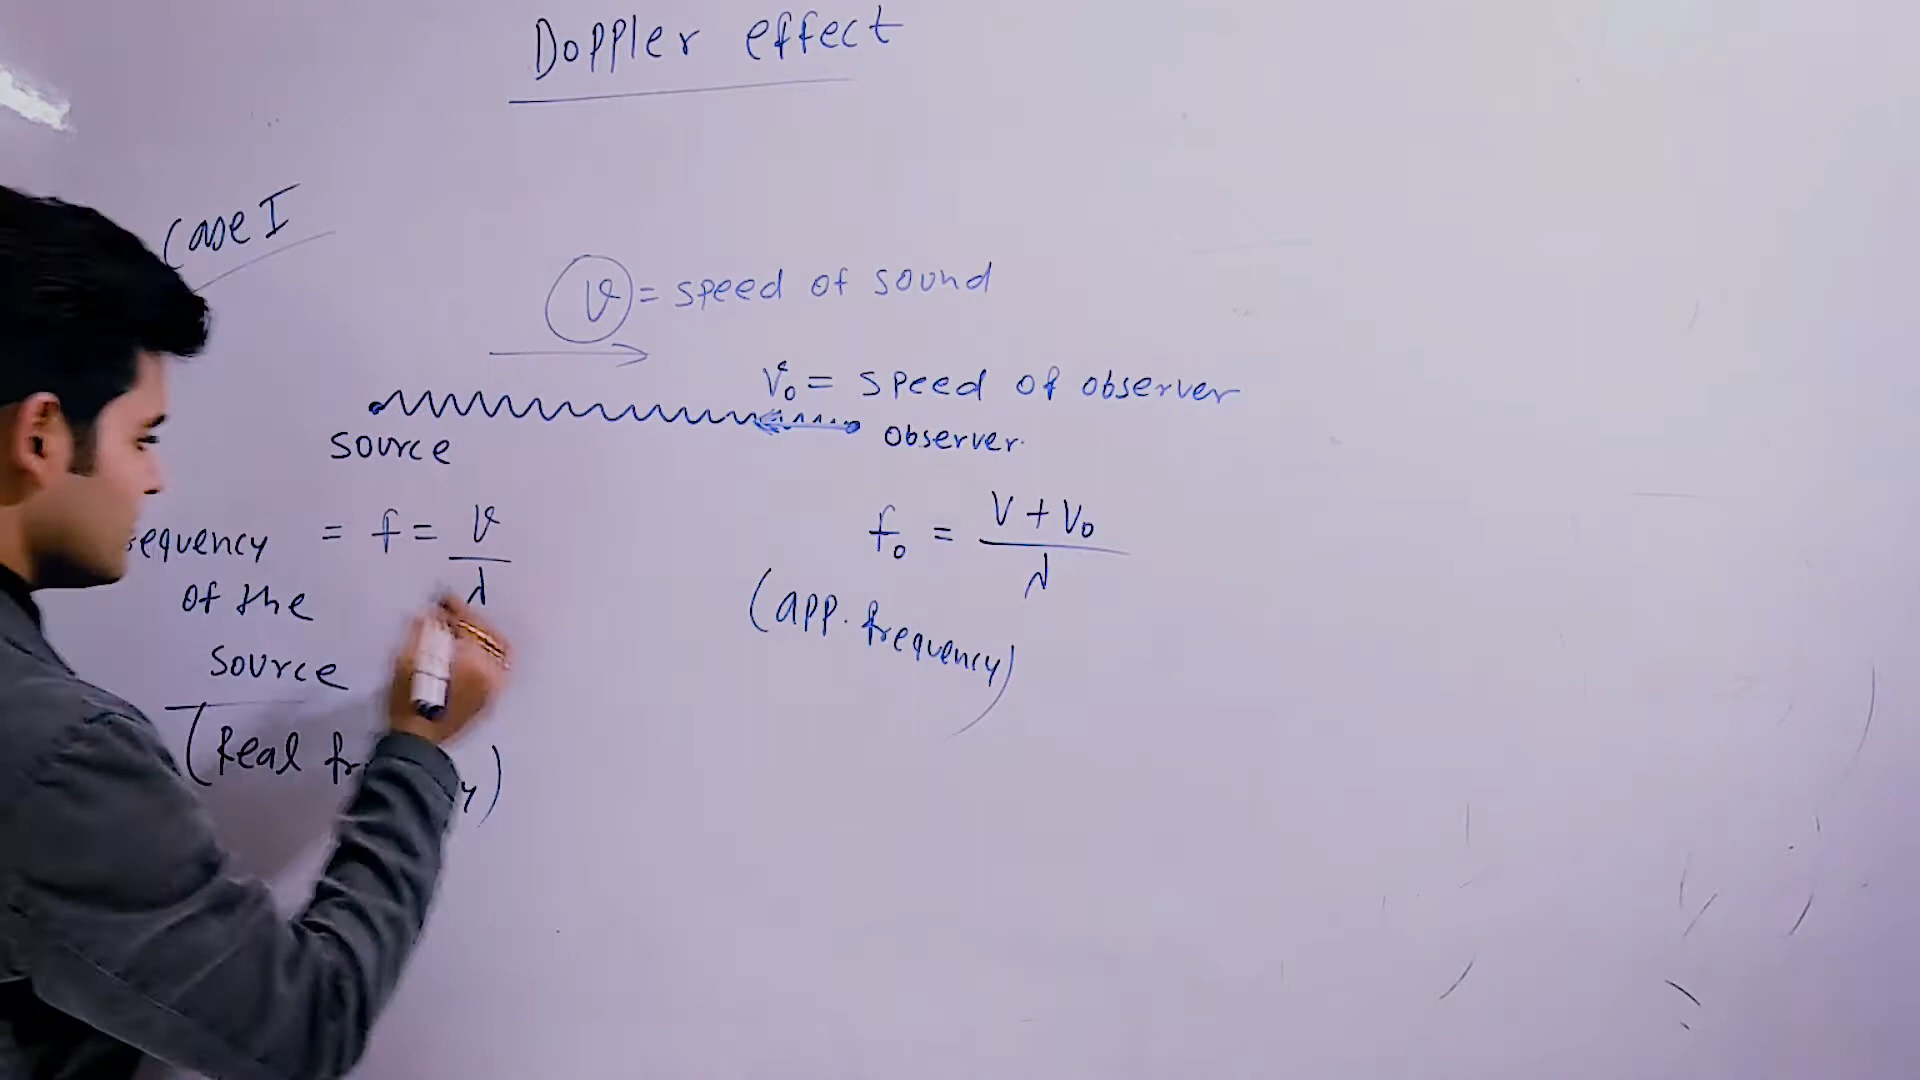 Doppler effect
Case I
v = speed of sound
v₀ = speed of observer
source
observer.
equency = f = v/λ
of the
source
(Real fr y)
f₀ = V + V₀/λ
(app. frequency)